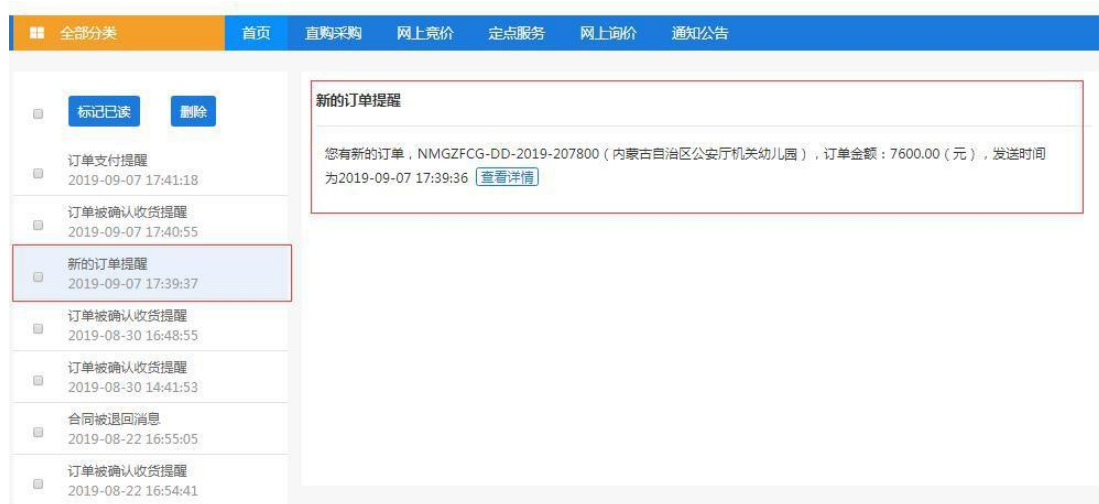 全部分类 首页 直购采购 网上竞价 定点服务 网上询价 通知公告
标记已读 删除
订单支付提醒
2019-09-07 17:41:18
订单被确认收货提醒
2019-09-07 17:40:55
新的订单提醒
2019-09-07 17:39:37
订单被确认收货提醒
2019-08-30 16:48:55
订单被确认收货提醒
2019-08-30 14:41:53
合同被退回消息
2019-08-22 16:55:05
订单被确认收货提醒
2019-08-22 16:54:41
新的订单提醒
您有新的订单，NMGZFCG-DD-2019-207800（内蒙古自治区公安厅机关幼儿园），订单金额：7600.00（元），发送时间
为2019-09-07 17:39:36 查看详情